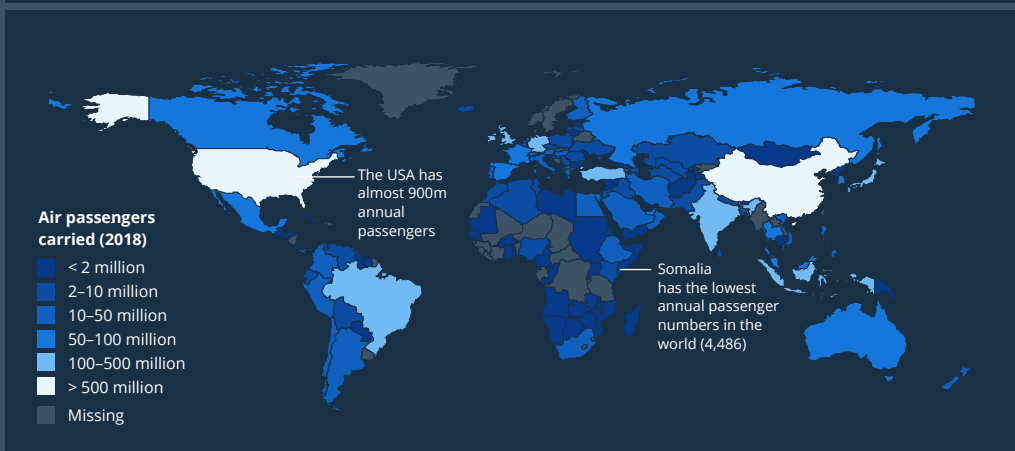 The USA has
almost 900m
annual
passengers
Air passengers
carried (2018)
< 2 million
2–10 million
10–50 million
50–100 million
100–500 million
> 500 million
Missing
Somalia
has the lowest
annual passenger
numbers in the
world (4,486)